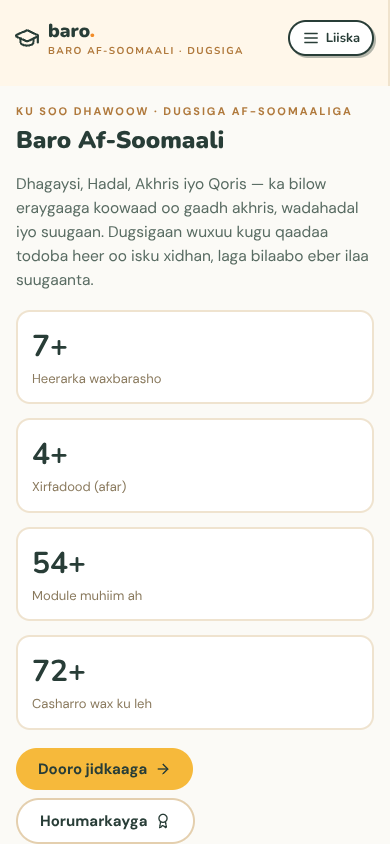 baro.
BARO AF-SOOMAALI · DUGSIGA
Liiska
KU SOO DHAWOOW · DUGSIGA AF-SOOMAALIGA
Baro Af-Soomaali
Dhagaysi, Hadal, Akhris iyo Qoris — ka bilow
eraygaaga koowaad oo gaadh akhris, wadahadal
iyo suugaan. Dugsigaan wuxuu kugu qaadaa
todoba heer oo isku xidhan, laga bilaabo eber ilaa
suugaanta.
7+
Heerarka waxbarasho
4+
Xirfadood (afar)
54+
Module muhiim ah
72+
Casharro wax ku leh
Dooro jidkaaga →
Horumarkayga